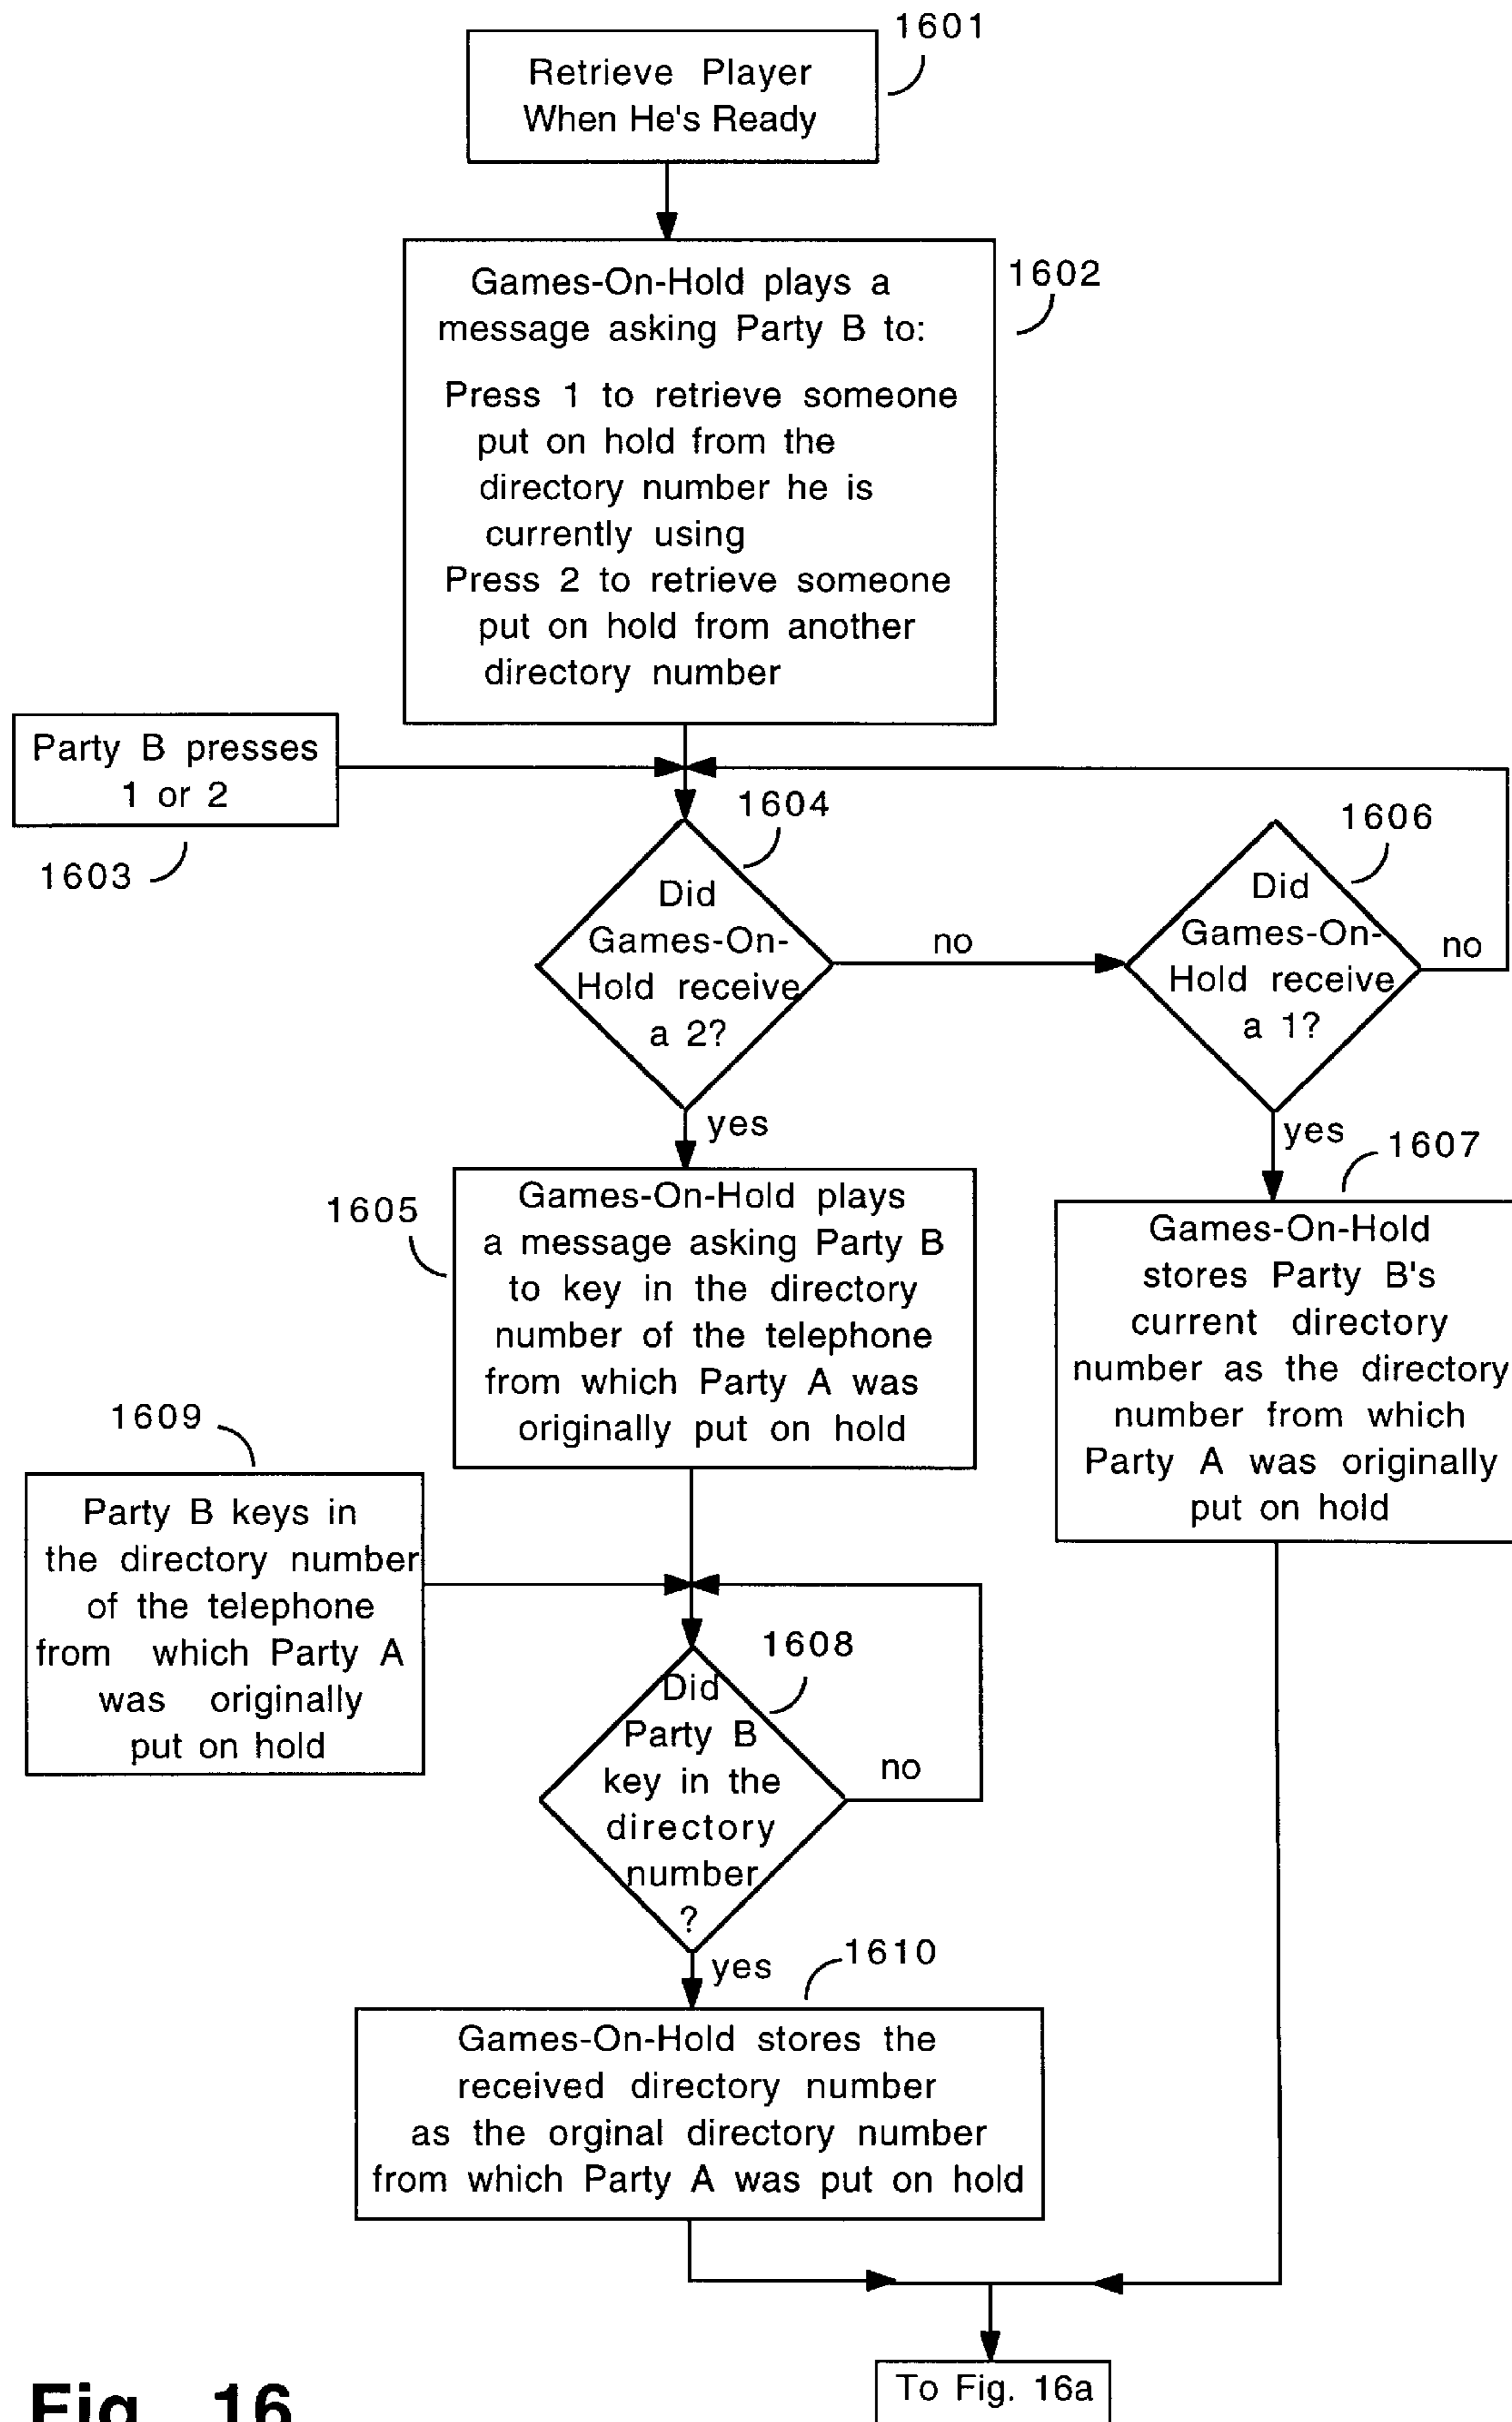 1601
Retrieve Player
When He's Ready
1602
Games-On-Hold plays a
message asking Party B to:
Press 1 to retrieve someone
put on hold from the
directory number he is
currently using
Press 2 to retrieve someone
put on hold from another
directory number
Party B presses
1 or 2
1603
1604
Did
Games-On-
Hold receive
a 2?
no
1606
Did
Games-On-
Hold receive
a 1?
no
yes
yes
1605
Games-On-Hold plays
a message asking Party B
to key in the directory
number of the telephone
from which Party A was
originally put on hold
1607
Games-On-Hold
stores Party B's
current directory
number as the directory
number from which
Party A was originally
put on hold
1609
Party B keys in
the directory number
of the telephone
from which Party A
was originally
put on hold
1608
Did
Party B
key in the
directory
number
?
no
yes
1610
Games-On-Hold stores the
received directory number
as the orginal directory number
from which Party A was put on hold
To Fig. 16a
Fig. 16